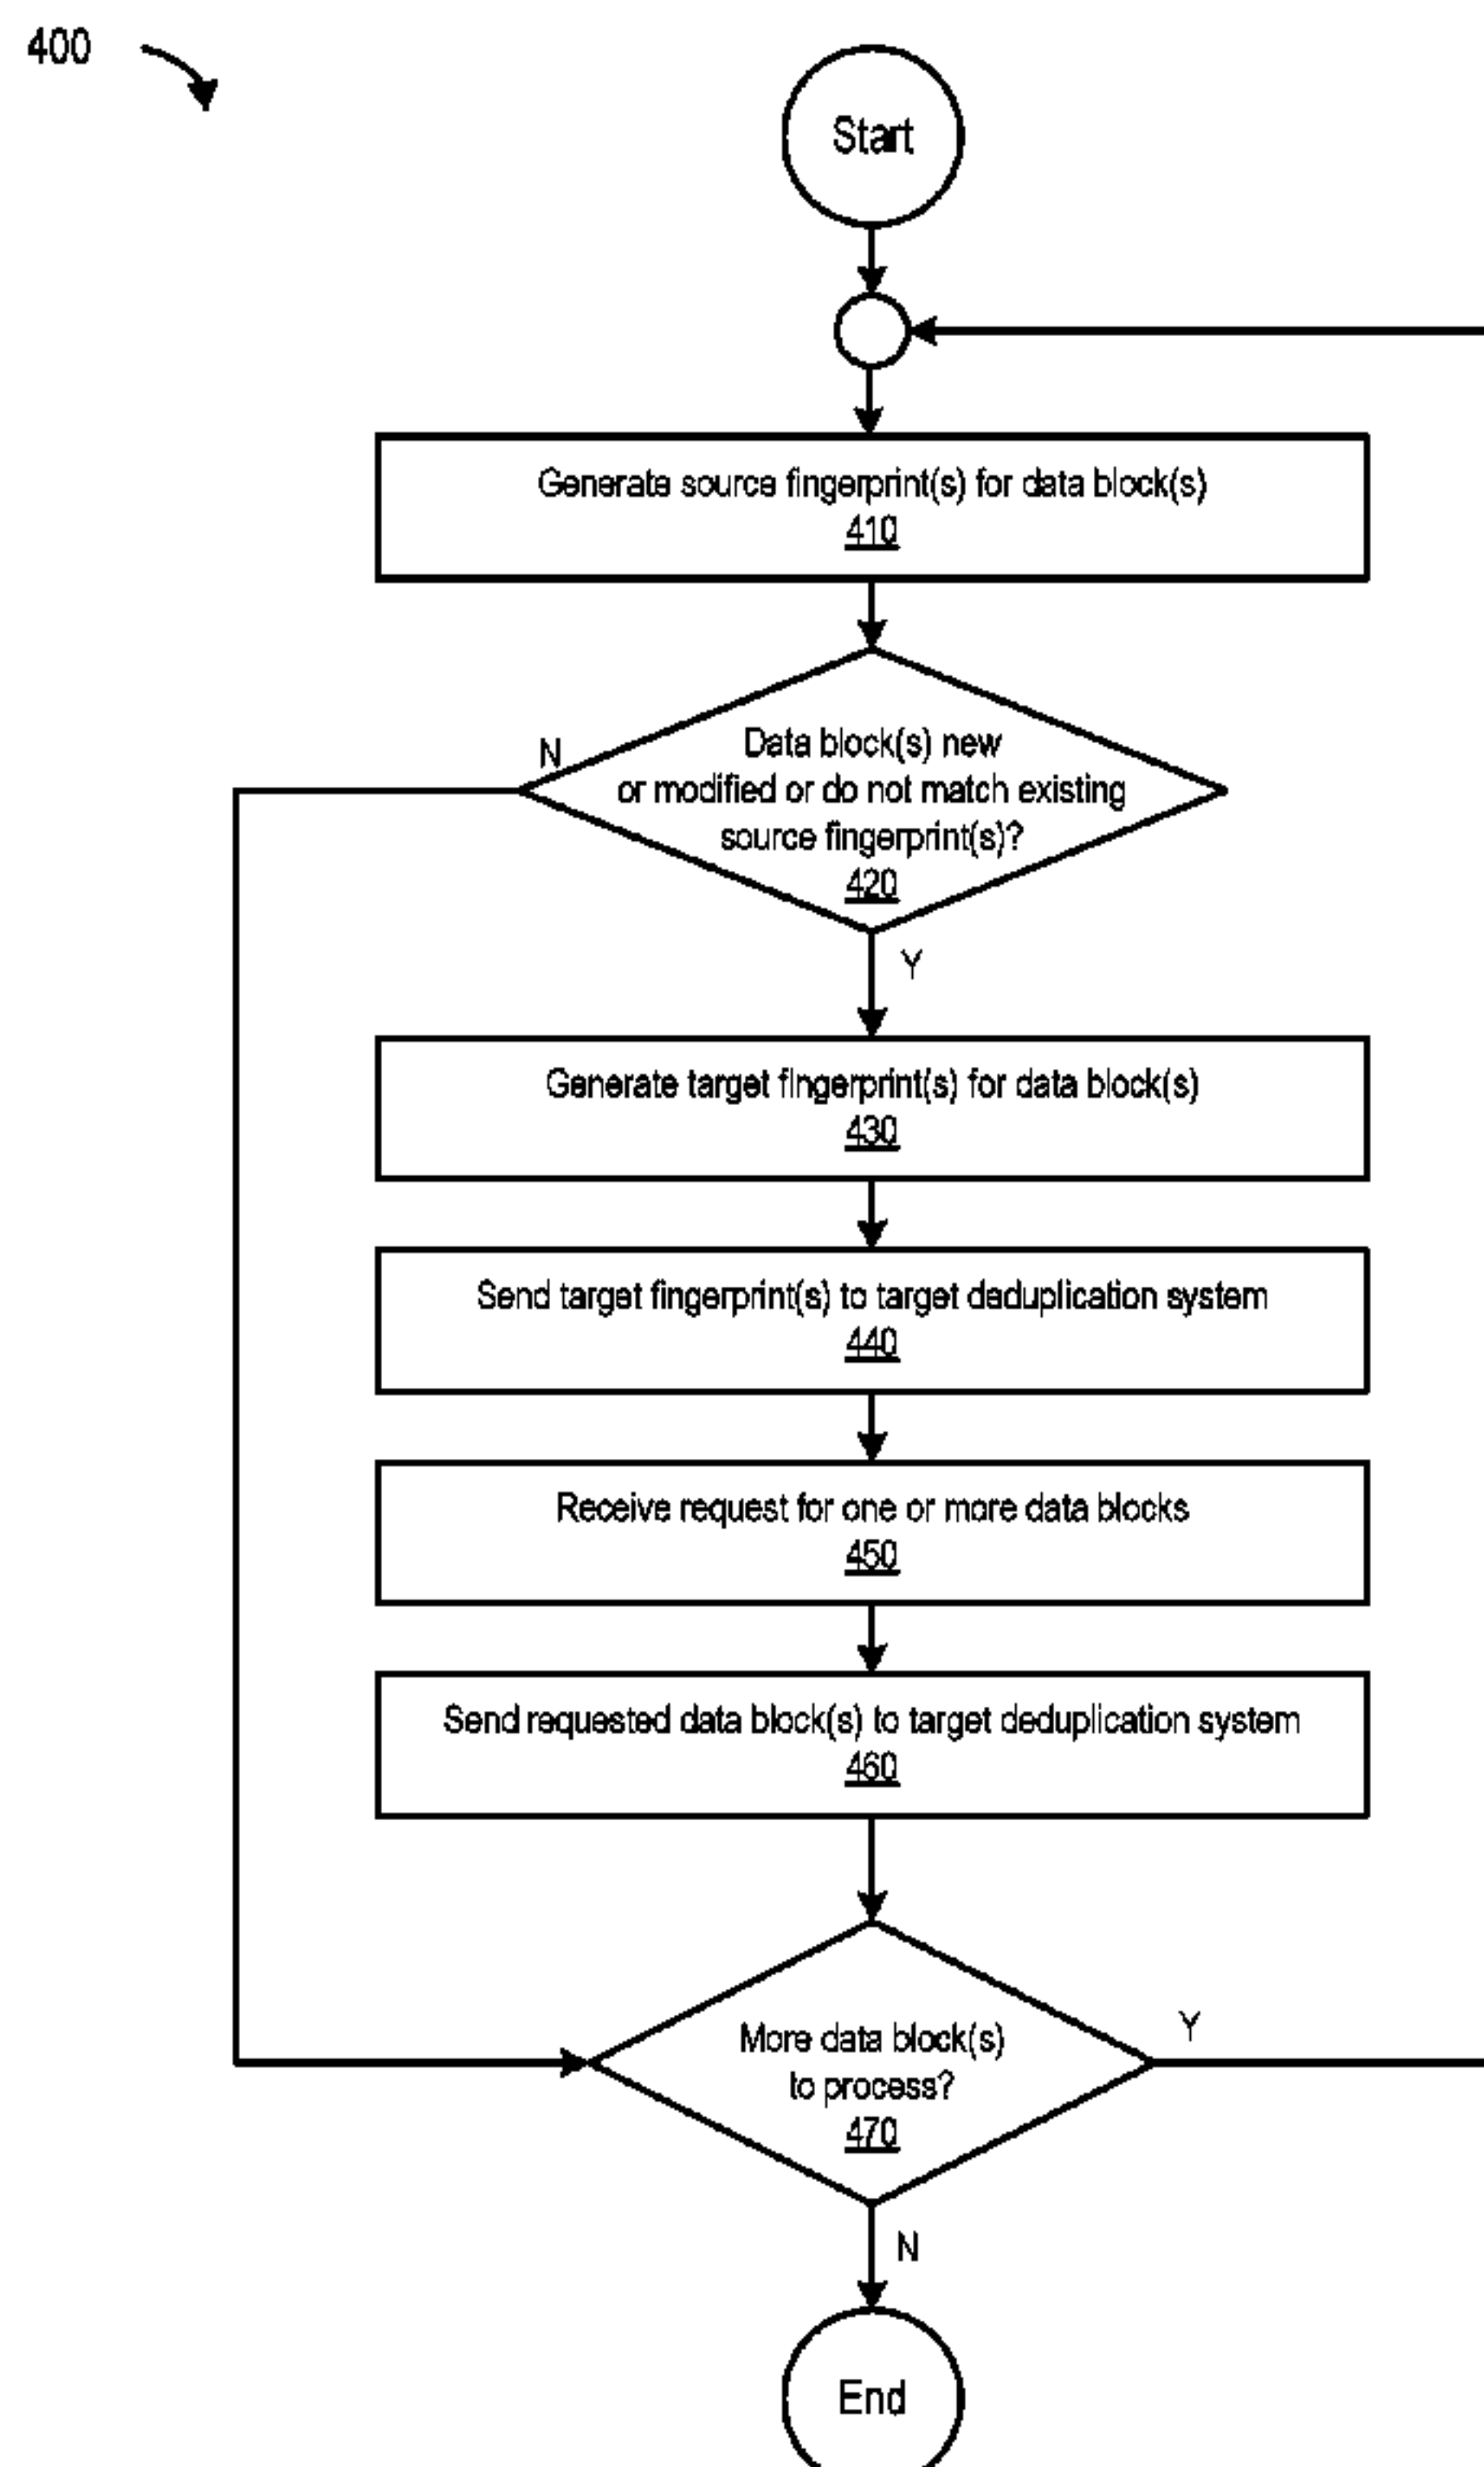 400
Start
Generate source fingerprint(s) for data block(s)
410
N
Data block(s) new
or modified or do not match existing
source fingerprint(s)?
420
Y
Generate target fingerprint(s) for data block(s)
430
Send target fingerprint(s) to target deduplication system
440
Receive request for one or more data blocks
450
Send requested data block(s) to target deduplication system
460
Y
More data block(s)
to process?
470
N
End